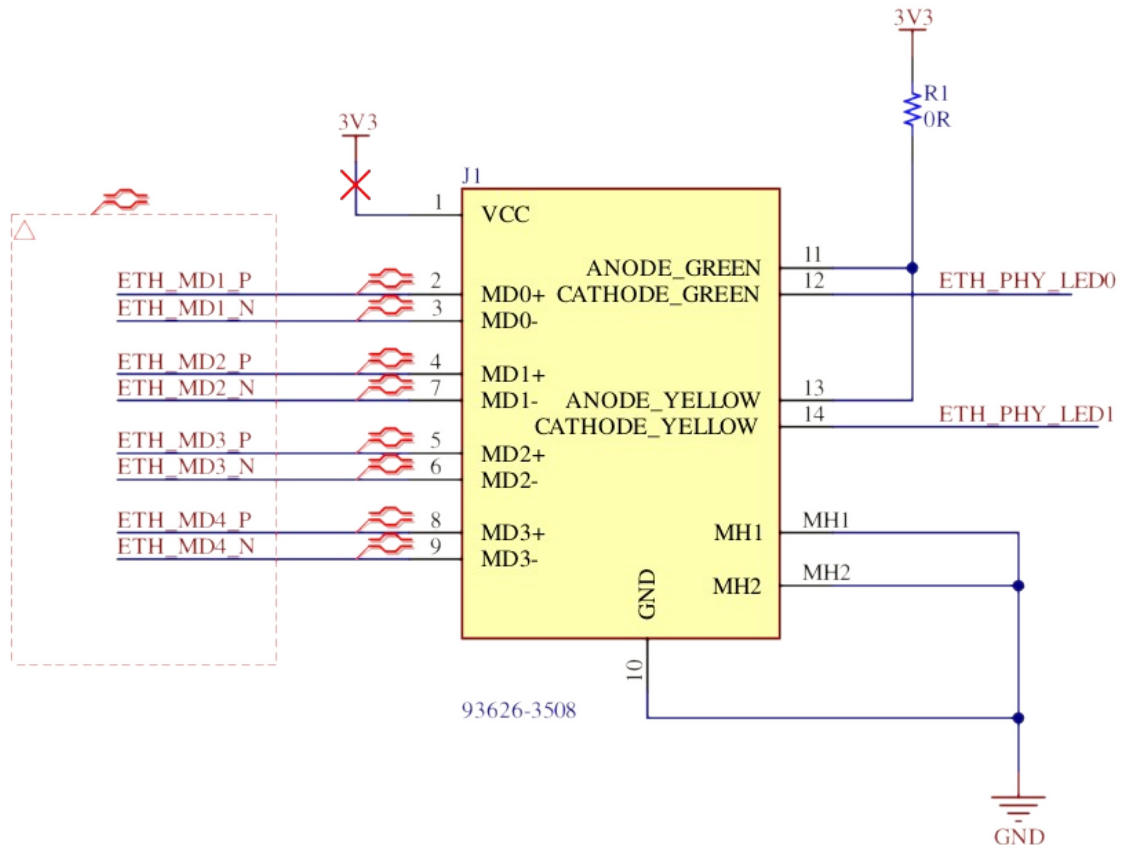 3V3
R1
0R
3V3
J1
1
VCC
ETH_MD1_P
2
MD0+
ETH_MD1_N
3
MD0-
ETH_MD2_P
4
MD1+
ETH_MD2_N
7
MD1-
ETH_MD3_P
5
MD2+
ETH_MD3_N
6
MD2-
ETH_MD4_P
8
MD3+
ETH_MD4_N
9
MD3-
ANODE_GREEN
11
CATHODE_GREEN
12
ETH_PHY_LED0
ANODE_YELLOW
13
CATHODE_YELLOW
14
ETH_PHY_LED1
MH1
MH1
MH2
MH2
GND
10
93626-3508
GND